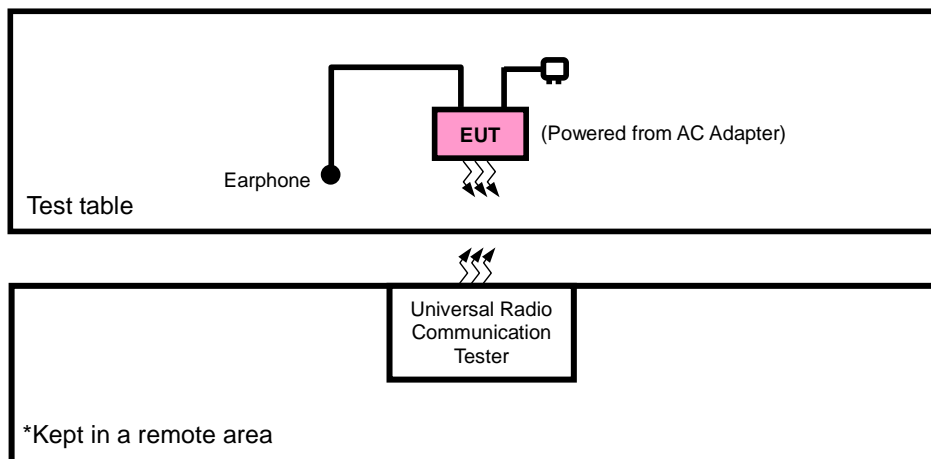 EUT
(Powered from AC Adapter)
Earphone
Test table
Universal Radio
Communication
Tester
*Kept in a remote area